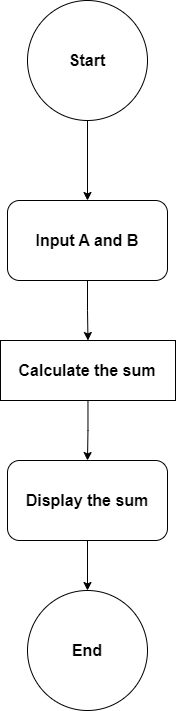 Start
Input A and B
Calculate the sum
Display the sum
End